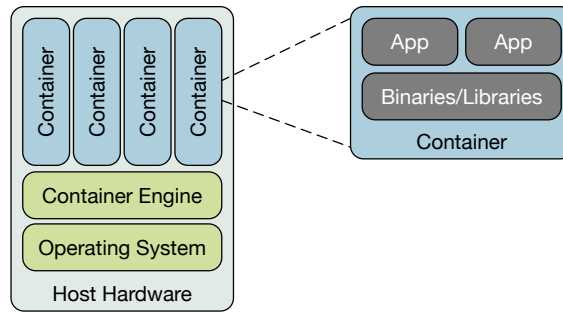 Container
Container
Container
Container
Container Engine
Operating System
Host Hardware
App App
Binaries/Libraries
Container